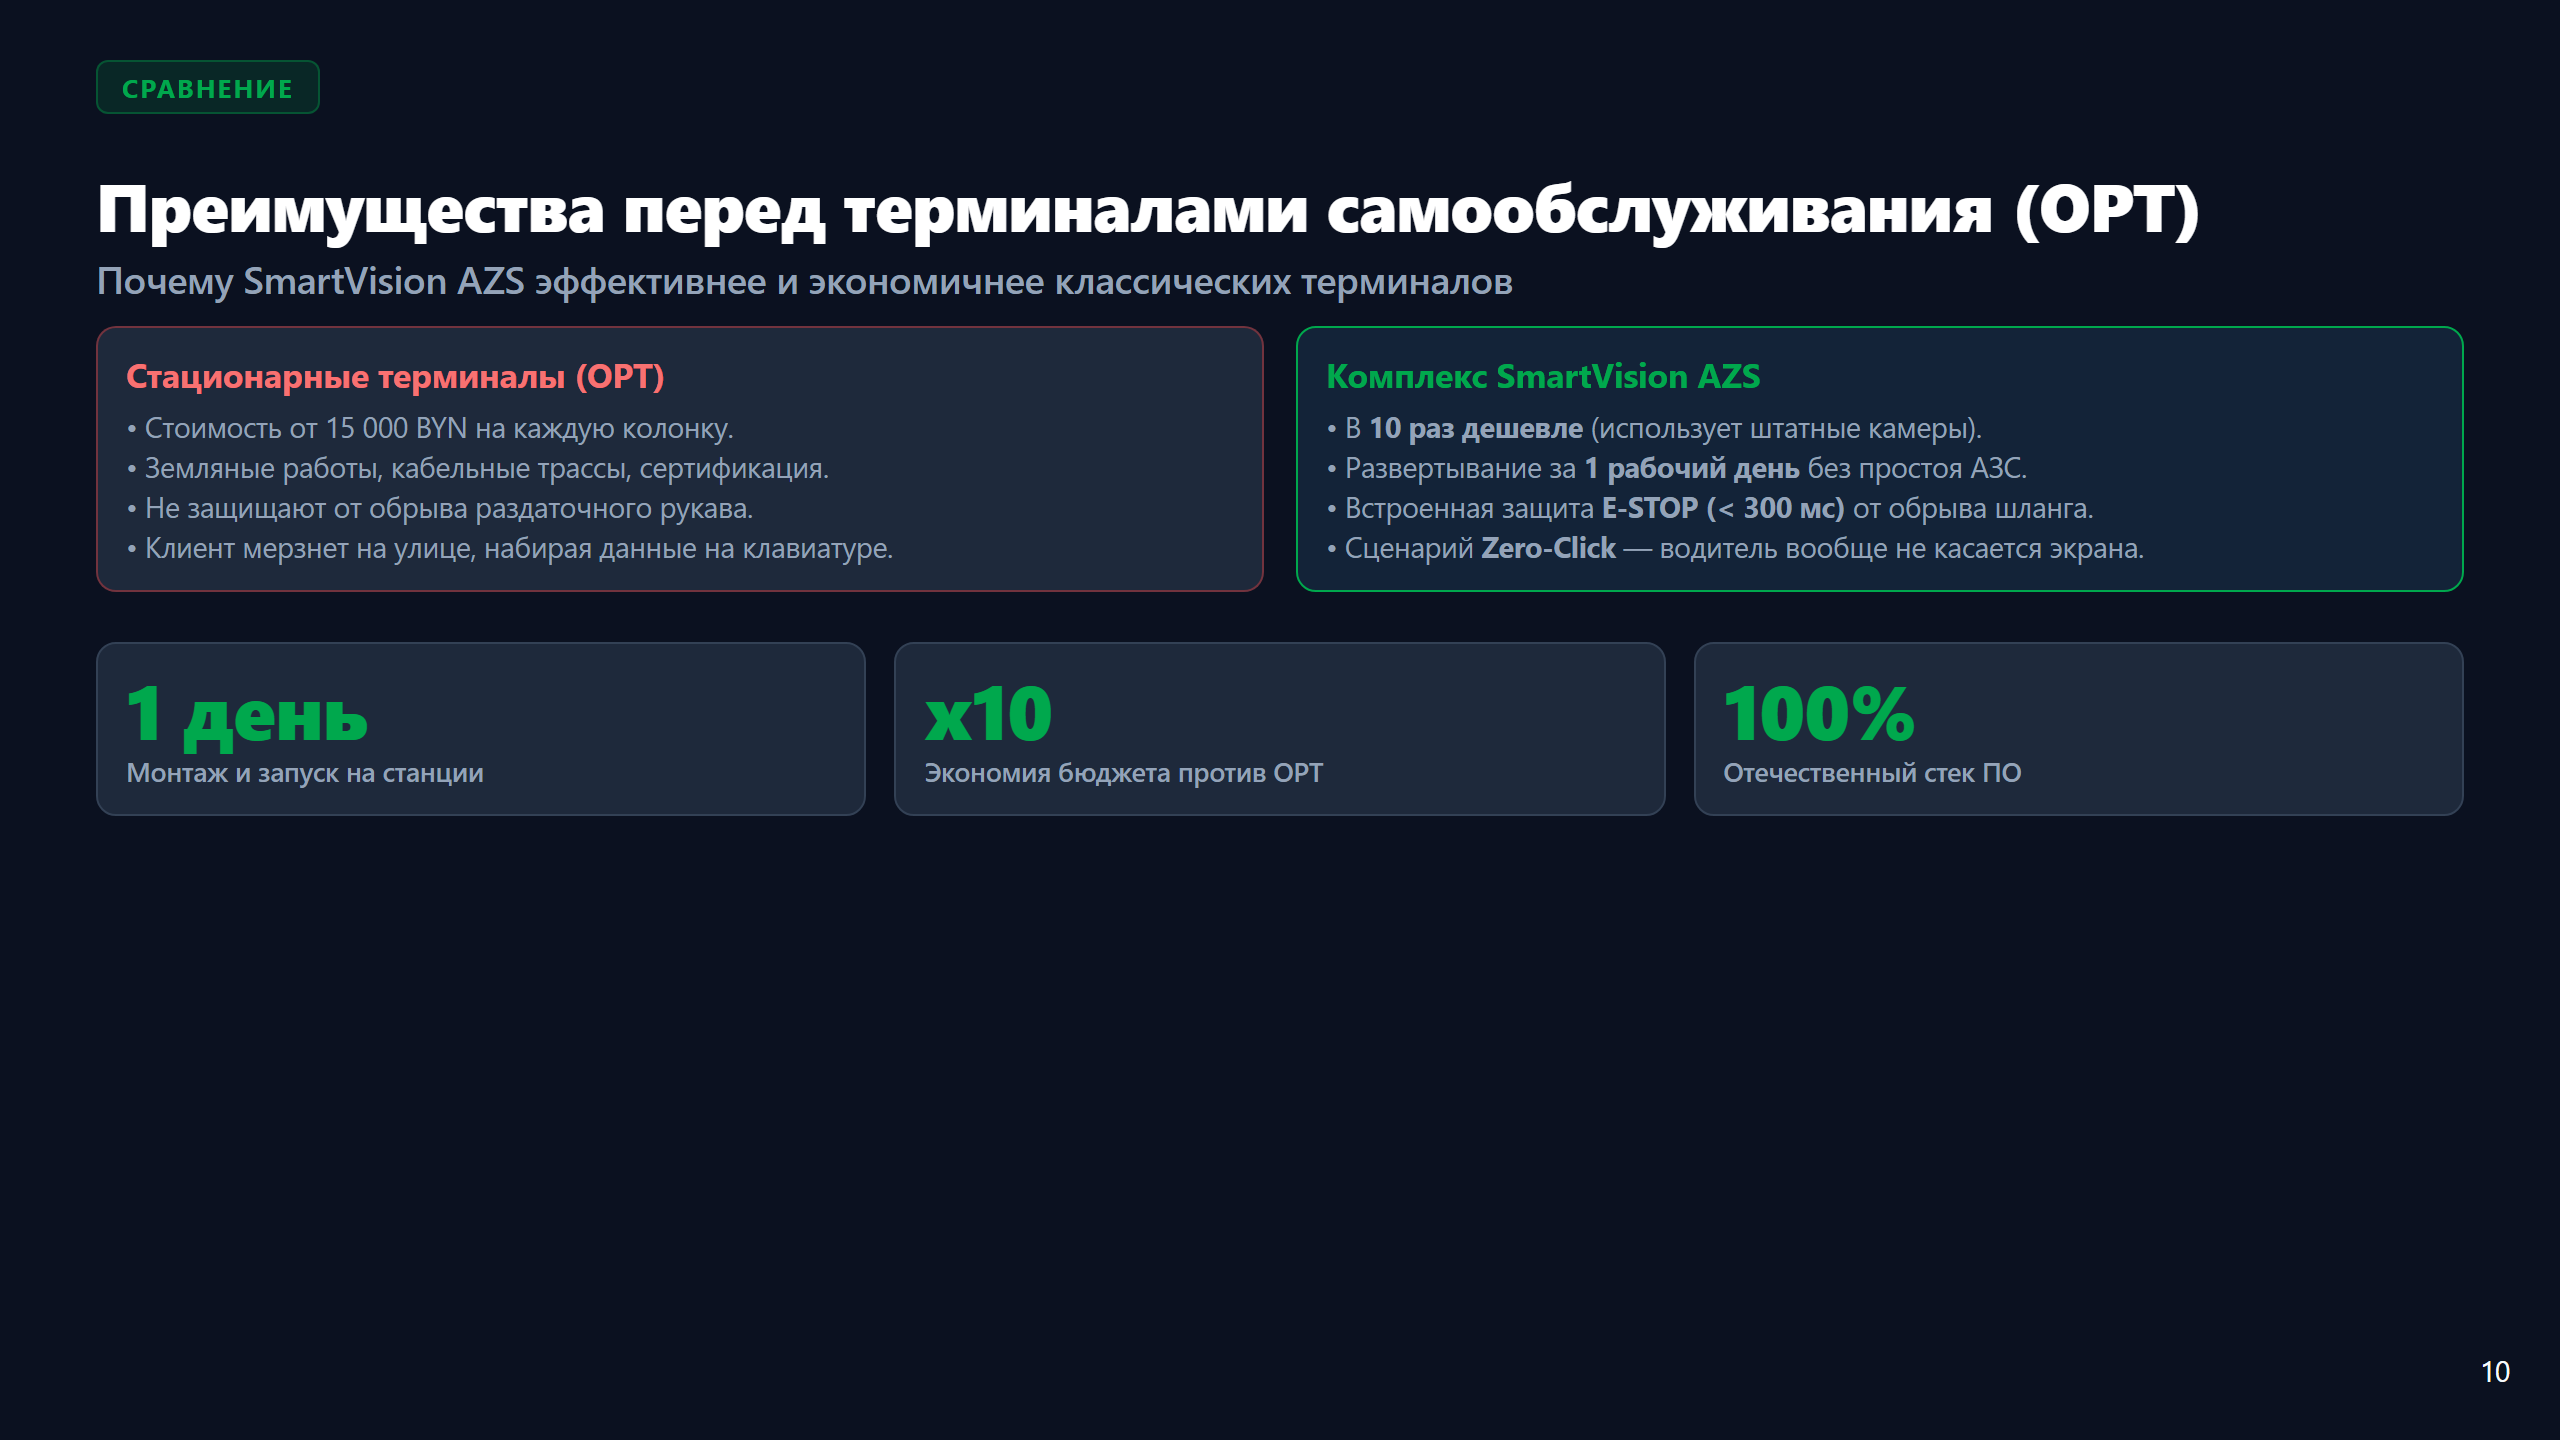 СРАВНЕНИЕ
Преимущества перед терминалами самообслуживания (ОРТ)
Почему SmartVision AZS эффективнее и экономичнее классических терминалов
Стационарные терминалы (ОРТ)
• Стоимость от 15 000 BYN на каждую колонку.
• Земляные работы, кабельные трассы, сертификация.
• Не защищают от обрыва раздаточного рукава.
• Клиент мерзнет на улице, набирая данные на клавиатуре.
Комплекс SmartVision AZS
• В 10 раз дешевле (использует штатные камеры).
• Развертывание за 1 рабочий день без простоя АЗС.
• Встроенная защита E-STOP (< 300 мс) от обрыва шланга.
• Сценарий Zero-Click — водитель вообще не касается экрана.
1 день
Монтаж и запуск на станции
x10
Экономия бюджета против ОРТ
100%
Отечественный стек ПО
10